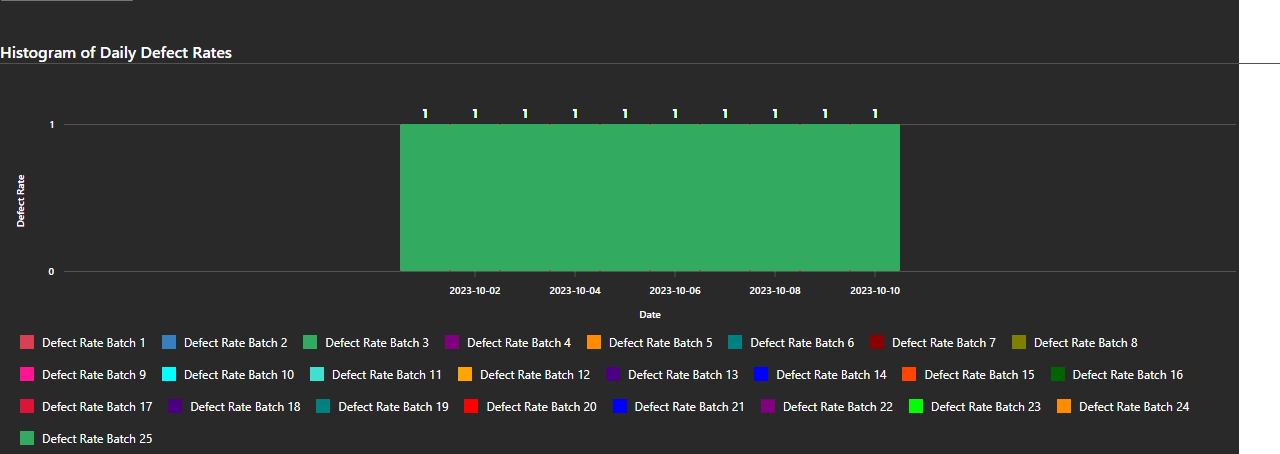 Histogram of Daily Defect Rates
1 1 1 1 1 1 1 1 1 1
1
Defect Rate
0
2023-10-02 2023-10-04 2023-10-06 2023-10-08 2023-10-10
Date
Defect Rate Batch 1 Defect Rate Batch 2 Defect Rate Batch 3 Defect Rate Batch 4 Defect Rate Batch 5 Defect Rate Batch 6 Defect Rate Batch 7 Defect Rate Batch 8
Defect Rate Batch 9 Defect Rate Batch 10 Defect Rate Batch 11 Defect Rate Batch 12 Defect Rate Batch 13 Defect Rate Batch 14 Defect Rate Batch 15 Defect Rate Batch 16
Defect Rate Batch 17 Defect Rate Batch 18 Defect Rate Batch 19 Defect Rate Batch 20 Defect Rate Batch 21 Defect Rate Batch 22 Defect Rate Batch 23 Defect Rate Batch 24
Defect Rate Batch 25